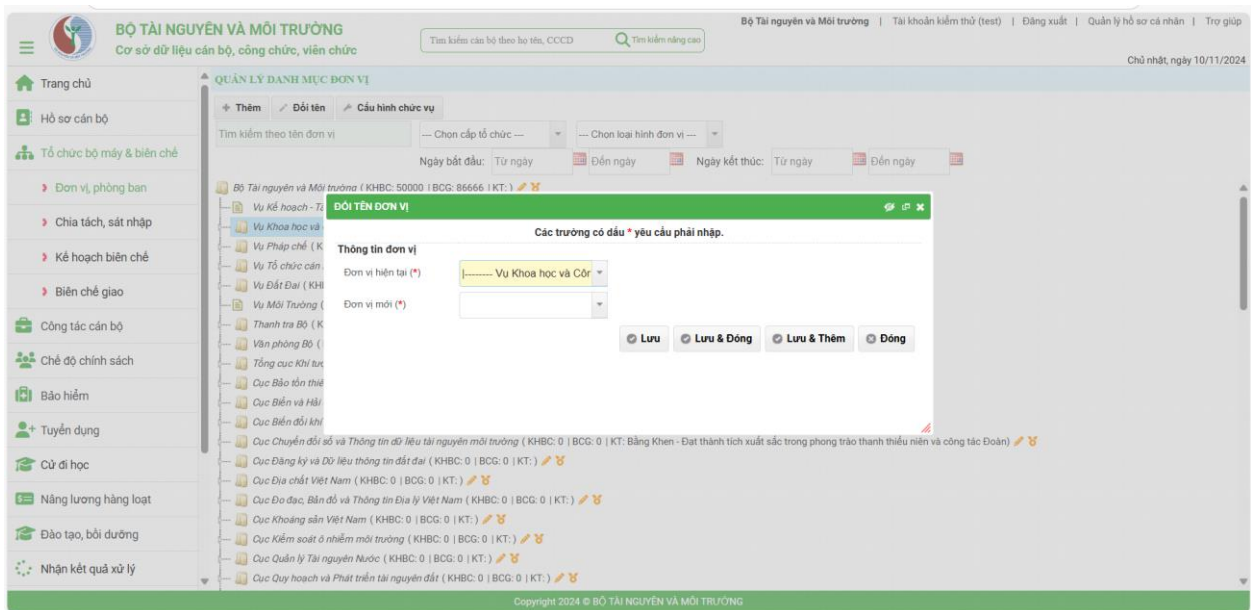 Bộ Tài nguyên và Môi trường | Tài khoản kiểm thử (test) | Đăng xuất | Quản lý hồ sơ cá nhân | Trợ giúp
BỘ TÀI NGUYÊN VÀ MÔI TRƯỜNG
Cơ sở dữ liệu cán bộ, công chức, viên chức
Tìm kiếm cán bộ theo họ tên, CCCD
Tìm kiếm nâng cao
Chủ nhật, ngày 10/11/2024
Trang chủ
Hồ sơ cán bộ
Tổ chức bộ máy & biên chế
Đơn vị, phòng ban
Chia tách, sát nhập
Kế hoạch biên chế
Biên chế giao
Công tác cán bộ
Chế độ chính sách
Bảo hiểm
Tuyển dụng
Cử đi học
Nâng lương hàng loạt
Đào tạo, bồi dưỡng
Nhận kết quả xử lý
QUẢN LÝ DANH MỤC ĐƠN VỊ
Thêm Đổi tên Cấu hình chức vụ
Tìm kiếm theo tên đơn vị --- Chọn cấp tổ chức --- --- Chọn loại hình đơn vị ---
Ngày bắt đầu: Từ ngày Đến ngày Ngày kết thúc: Từ ngày Đến ngày
Bộ Tài nguyên và Môi trường ( KHBC: 50000 | BCG: 86666 | KT: )
Vụ Kế hoạch - Tà
Vụ Khoa học và
Vụ Pháp chế ( K
Vụ Tổ chức cán
Vụ Đất Đai ( KH
Vụ Môi Trường (
Thanh tra Bộ ( K
Văn phòng Bộ (
Tổng cục Khí tượ
Cục Bảo tồn thiê
Cục Biển và Hải
Cục Biến đổi khí
Cục Chuyển đổi số và Thông tin dữ liệu tài nguyên môi trường ( KHBC: 0 | BCG: 0 | KT: Bằng Khen - Đạt thành tích xuất sắc trong phong trào thanh thiếu niên và công tác Đoàn)
Cục Đăng ký và Dữ liệu thông tin đất đai ( KHBC: 0 | BCG: 0 | KT: )
Cục Địa chất Việt Nam ( KHBC: 0 | BCG: 0 | KT: )
Cục Đo đạc, Bản đồ và Thông tin Địa lý Việt Nam ( KHBC: 0 | BCG: 0 | KT: )
Cục Khoáng sản Việt Nam ( KHBC: 0 | BCG: 0 | KT: )
Cục Kiểm soát ô nhiễm môi trường ( KHBC: 0 | BCG: 0 | KT: )
Cục Quản lý Tài nguyên Nước ( KHBC: 0 | BCG: 0 | KT: )
Cục Quy hoạch và Phát triển tài nguyên đất ( KHBC: 0 | BCG: 0 | KT: )
ĐỔI TÊN ĐƠN VỊ
Các trường có dấu * yêu cầu phải nhập.
Thông tin đơn vị
Đơn vị hiện tại (*) |-------- Vụ Khoa học và Côn
Đơn vị mới (*)
Lưu Lưu & Đóng Lưu & Thêm Đóng
Copyright 2024 © BỘ TÀI NGUYÊN VÀ MÔI TRƯỜNG